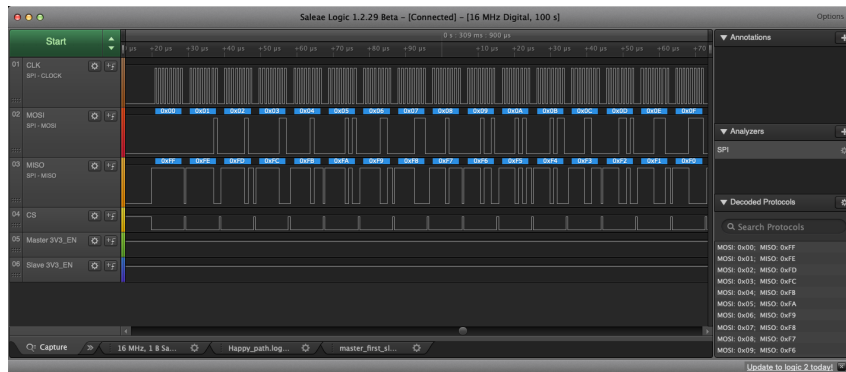 Saleae Logic 1.2.29 Beta – [Connected] – [16 MHz Digital, 100 s]
Options
Start
0 s : 309 ms : 900 µs
+20 µs +30 µs +40 µs +50 µs +60 µs +70 µs +80 µs +90 µs +10 µs +20 µs +30 µs +40 µs +50 µs +60 µs +70
Annotations
01 CLK
SPI - CLOCK
02 MOSI
SPI - MOSI
0x00 0x01 0x02 0x03 0x04 0x05 0x06 0x07 0x08 0x09 0x0A 0x0B 0x0C 0x0D 0x0E 0x0F
03 MISO
SPI - MISO
0xFF 0xFE 0xFD 0xFC 0xFB 0xFA 0xF9 0xF8 0xF7 0xF6 0xF5 0xF4 0xF3 0xF2 0xF1 0xF0
04 CS
05 Master 3V3_EN
06 Slave 3V3_EN
Analyzers
SPI
Decoded Protocols
Search Protocols
MOSI: 0x00; MISO: 0xFF
MOSI: 0x01; MISO: 0xFE
MOSI: 0x02; MISO: 0xFD
MOSI: 0x03; MISO: 0xFC
MOSI: 0x04; MISO: 0xFB
MOSI: 0x05; MISO: 0xFA
MOSI: 0x06; MISO: 0xF9
MOSI: 0x07; MISO: 0xF8
MOSI: 0x08; MISO: 0xF7
MOSI: 0x09; MISO: 0xF6
Capture
16 MHz, 1 B Sa...
Happy_path.log...
master_first_sl...
Update to logic 2 today!